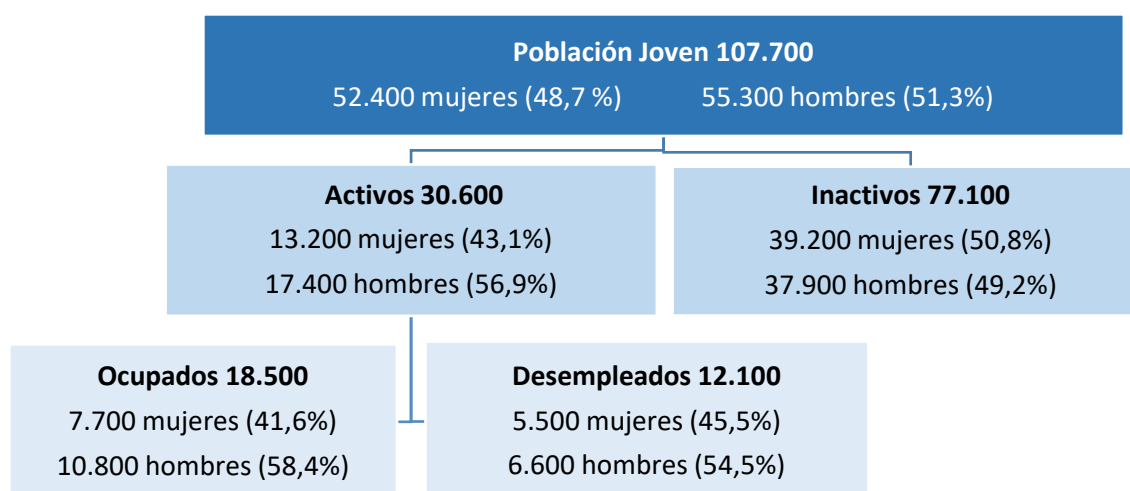 Población Joven 107.700
52.400 mujeres (48,7 %) 55.300 hombres (51,3%)
Activos 30.600
13.200 mujeres (43,1%)
17.400 hombres (56,9%)
Inactivos 77.100
39.200 mujeres (50,8%)
37.900 hombres (49,2%)
Ocupados 18.500
7.700 mujeres (41,6%)
10.800 hombres (58,4%)
Desempleados 12.100
5.500 mujeres (45,5%)
6.600 hombres (54,5%)